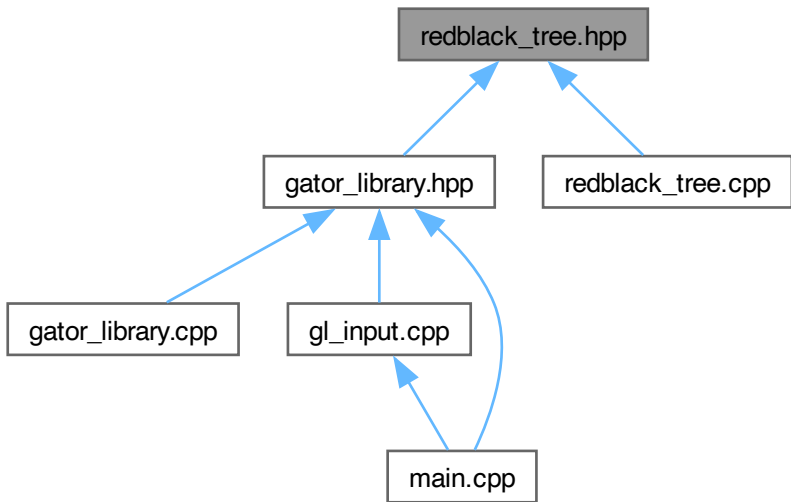 redblack_tree.hpp
gator_library.hpp
redblack_tree.cpp
gator_library.cpp
gl_input.cpp
main.cpp